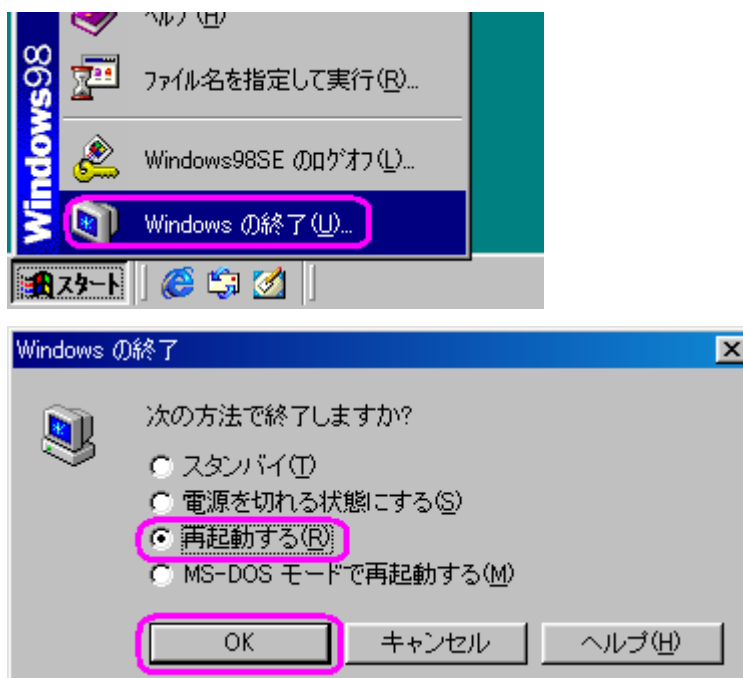 ヘルプ(H)
ファイル名を指定して実行(R)...
Windows98SE のログオフ(L)...
Windows の終了(U)...
Windows98
スタート
Windows の終了
次の方法で終了しますか?
スタンバイ(T)
電源を切れる状態にする(S)
再起動する(R)
MS-DOS モードで再起動する(M)
OK キャンセル ヘルプ(H)